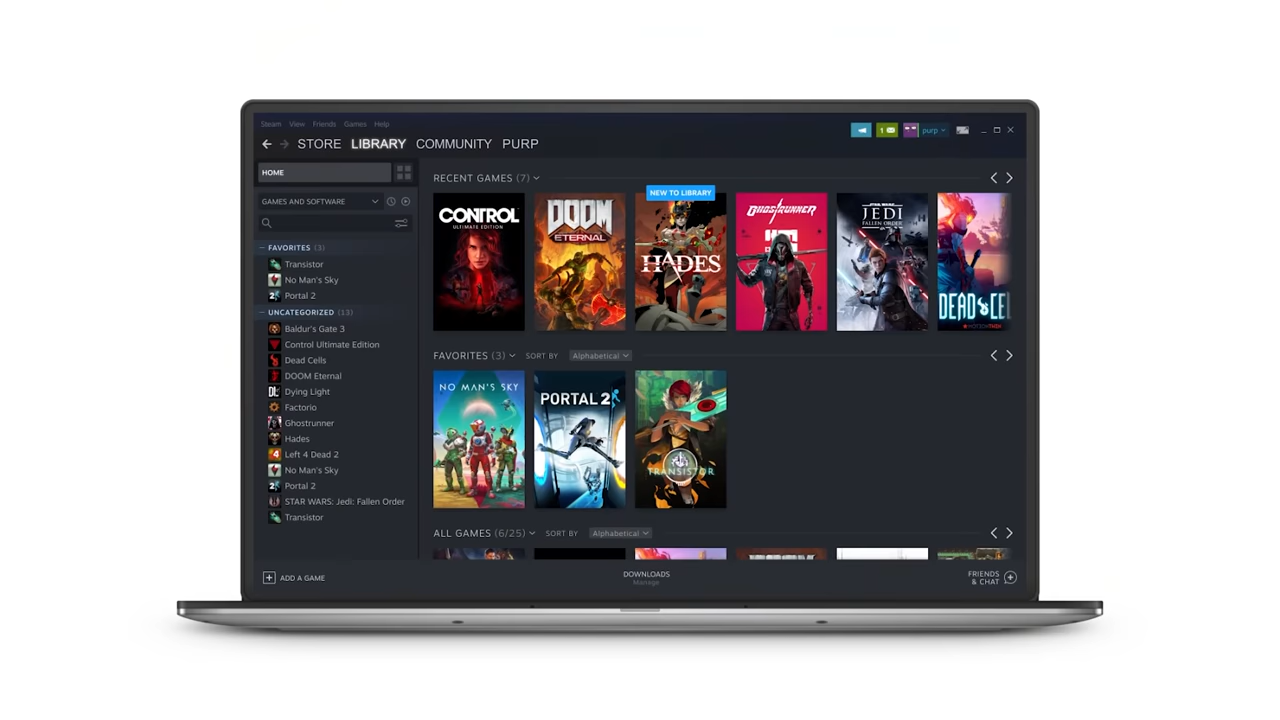 Steam View Friends Games Help
1 purp
STORE LIBRARY COMMUNITY PURP
HOME
GAMES AND SOFTWARE
FAVORITES (3)
Transistor
No Man's Sky
Portal 2
UNCATEGORIZED (13)
Baldur's Gate 3
Control Ultimate Edition
Dead Cells
DOOM Eternal
Dying Light
Factorio
Ghostrunner
Hades
Left 4 Dead 2
No Man's Sky
Portal 2
STAR WARS: Jedi: Fallen Order
Transistor
RECENT GAMES (7)
CONTROL
ULTIMATE EDITION
DOOM
ETERNAL
NEW TO LIBRARY
HADES
GHOSTRUNNER
JEDI
FALLEN ORDER
DEAD CEL
FAVORITES (3) SORT BY Alphabetical
NO MAN'S SKY
PORTAL 2
TRANSISTOR
ALL GAMES (6/25) SORT BY Alphabetical
ADD A GAME
DOWNLOADS
Manage
FRIENDS
& CHAT